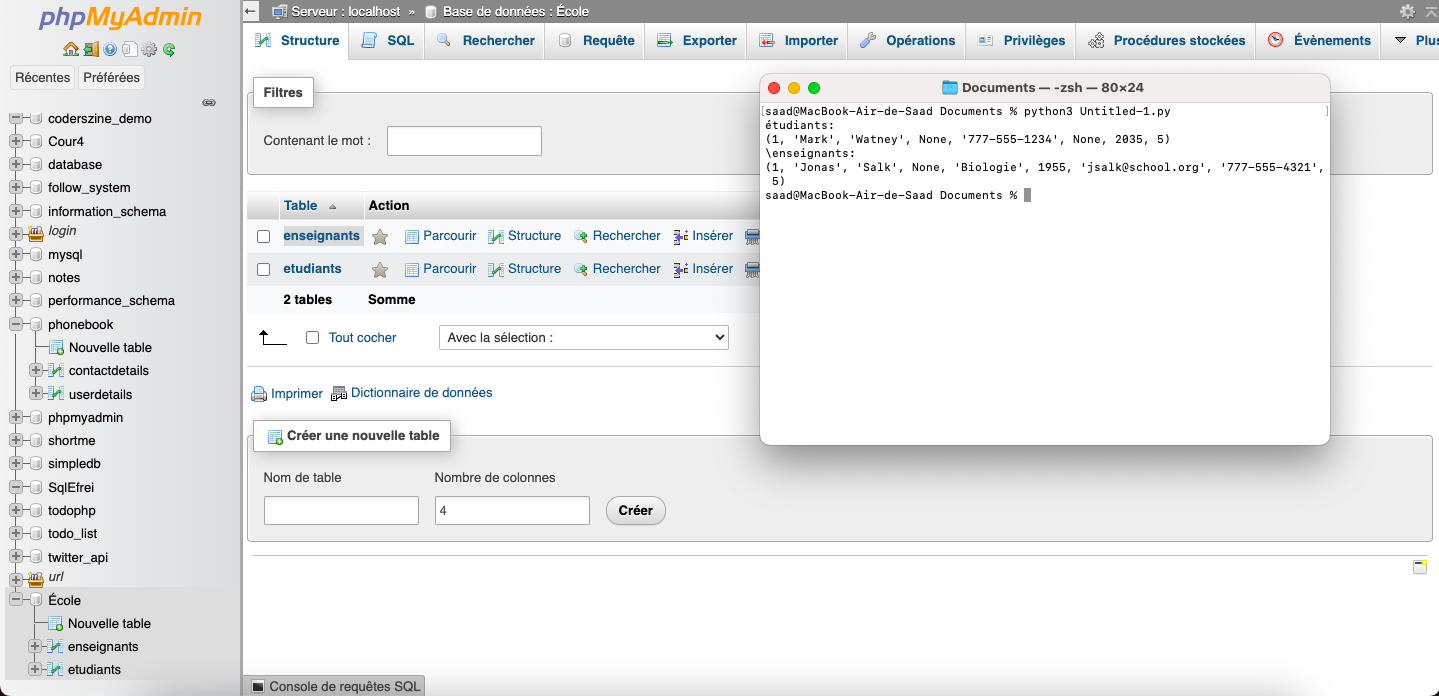 phpMyAdmin
Récentes
Préférées
coderszine_demo
Cour4
database
follow_system
information_schema
login
mysql
notes
performance_schema
phonebook
Nouvelle table
contactdetails
userdetails
phpmyadmin
shortme
simpledb
SqlEfrei
todophp
todo_list
twitter_api
url
École
Nouvelle table
enseignants
etudiants
Serveur : localhost » Base de données : École
Structure
SQL
Rechercher
Requête
Exporter
Importer
Opérations
Privilèges
Procédures stockées
Évènements
Plus
Filtres
Contenant le mot :
Table
Action
enseignants Parcourir Structure Rechercher Insérer
etudiants Parcourir Structure Rechercher Insérer
2 tables Somme
Tout cocher
Avec la sélection :
Imprimer
Dictionnaire de données
Créer une nouvelle table
Nom de table
Nombre de colonnes
4
Créer
Console de requêtes SQL
Documents — -zsh — 80×24
[saad@MacBook-Air-de-Saad Documents % python3 Untitled-1.py ]
étudiants:
(1, 'Mark', 'Watney', None, '777-555-1234', None, 2035, 5)
\enseignants:
(1, 'Jonas', 'Salk', None, 'Biologie', 1955, 'jsalk@school.org', '777-555-4321',
5)
saad@MacBook-Air-de-Saad Documents %